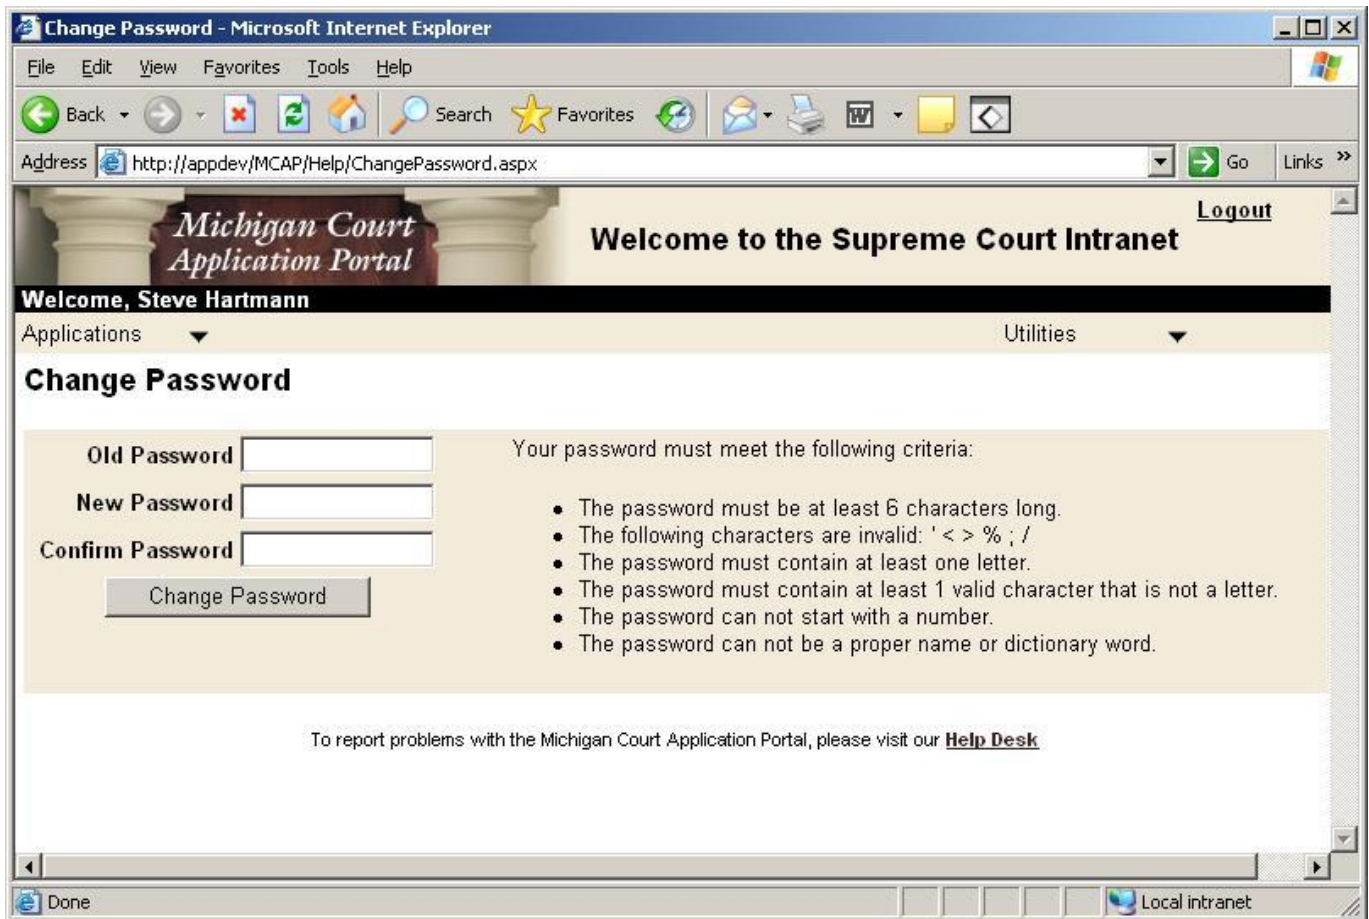 Change Password - Microsoft Internet Explorer
File Edit View Favorites Tools Help
Back Search Favorites
Address http://appdev/MCAP/Help/ChangePassword.aspx Go Links »
Michigan Court
Application Portal
Welcome to the Supreme Court Intranet
Logout
Welcome, Steve Hartmann
Applications Utilities
Change Password
Old Password
New Password
Confirm Password
Change Password
Your password must meet the following criteria:
• The password must be at least 6 characters long.
• The following characters are invalid: ' < > % ; /
• The password must contain at least one letter.
• The password must contain at least 1 valid character that is not a letter.
• The password can not start with a number.
• The password can not be a proper name or dictionary word.
To report problems with the Michigan Court Application Portal, please visit our Help Desk
Done Local intranet